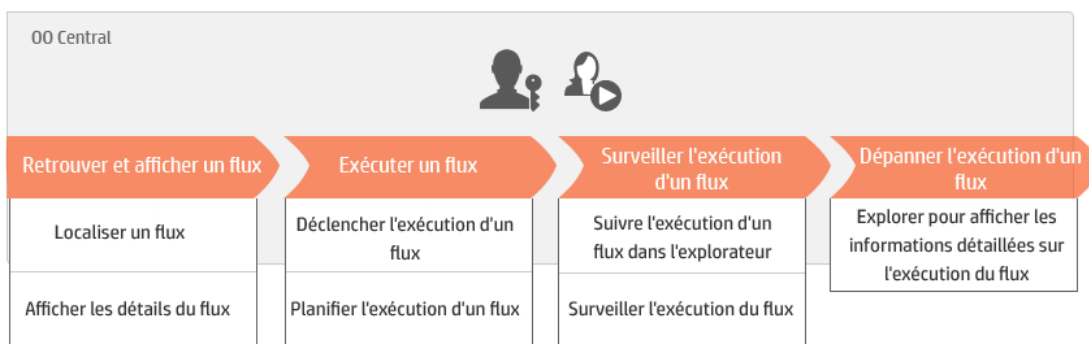 OO Central
Retrouver et afficher un flux
Exécuter un flux
Surveiller l'exécution
d'un flux
Dépanner l'exécution d'un
flux
Localiser un flux
Déclencher l'exécution d'un
flux
Suivre l'exécution d'un
flux dans l'explorateur
Explorer pour afficher les
informations détaillées sur
l'exécution du flux
Afficher les détails du flux
Planifier l'exécution d'un flux
Surveiller l'exécution du flux